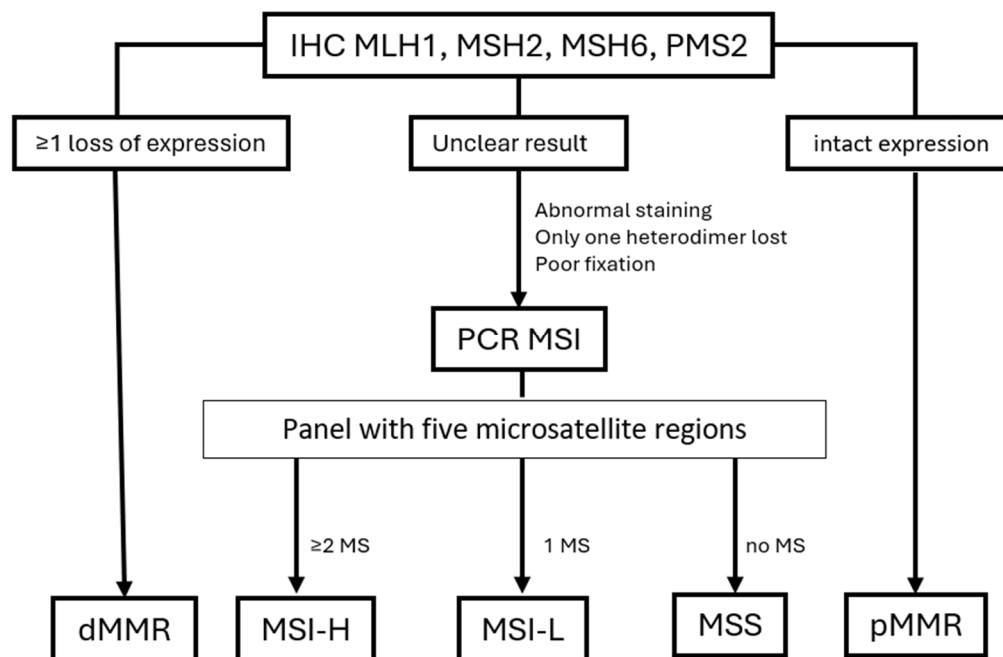 IHC MLH1, MSH2, MSH6, PMS2
≥1 loss of expression
Unclear result
intact expression
Abnormal staining
Only one heterodimer lost
Poor fixation
PCR MSI
Panel with five microsatellite regions
≥2 MS
1 MS
no MS
dMMR
MSI-H
MSI-L
MSS
pMMR